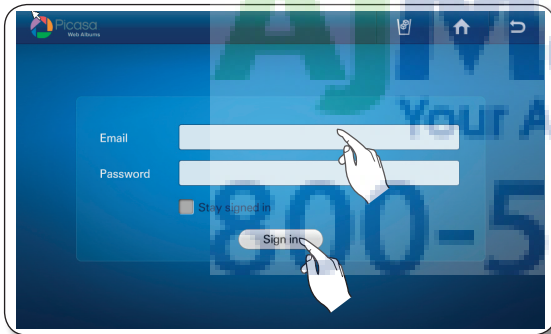 Picasa
Web Albums
Your A
Email
Password
Stay signed in
Sign in
800-5